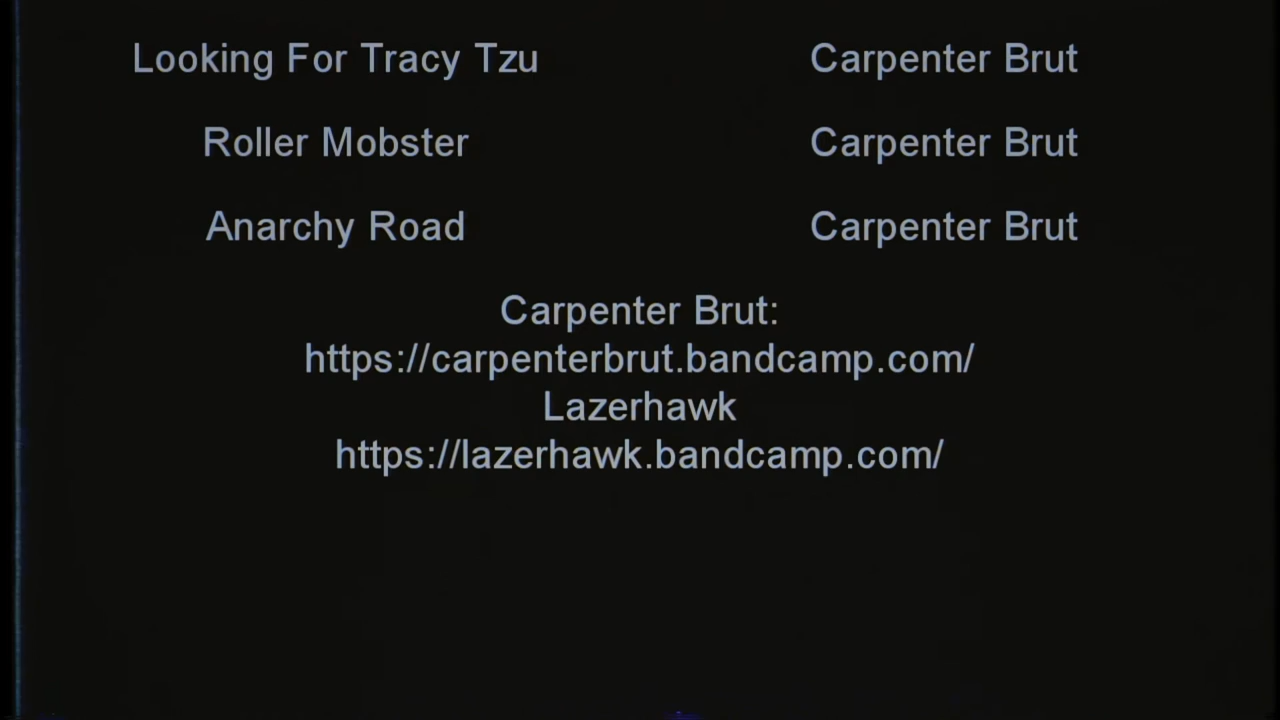 Looking For Tracy Tzu Carpenter Brut
Roller Mobster Carpenter Brut
Anarchy Road Carpenter Brut
Carpenter Brut:
https://carpenterbrut.bandcamp.com/
Lazerhawk
https://lazerhawk.bandcamp.com/